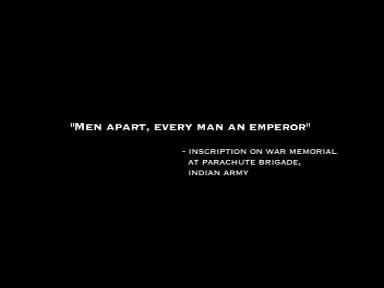 "Men apart, every man an emperor"
- inscription on war memorial
at Parachute Brigade,
Indian Army